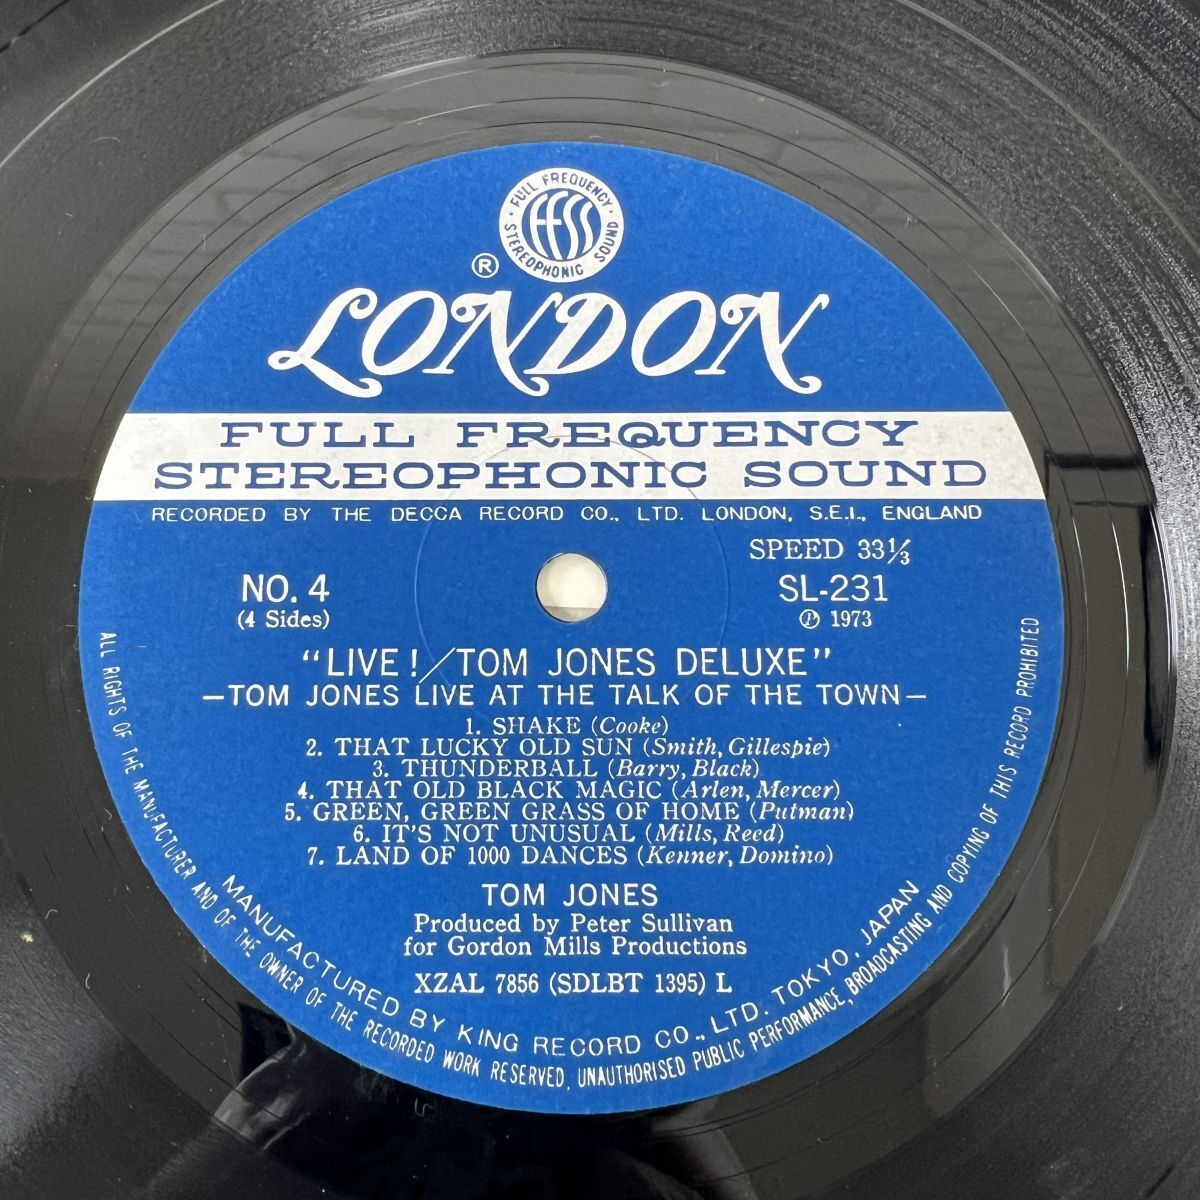 FULL FREQUENCY
ffss
STEREOPHONIC SOUND
®
LONDON
FULL FREQUENCY
STEREOPHONIC SOUND
RECORDED BY THE DECCA RECORD CO., LTD. LONDON, S.E.I., ENGLAND
SPEED 33⅓
NO. 4
SL-231
(4 Sides)
℗ 1973
"LIVE!/TOM JONES DELUXE"
—TOM JONES LIVE AT THE TALK OF THE TOWN—
1. SHAKE (Cooke)
2. THAT LUCKY OLD SUN (Smith, Gillespie)
3. THUNDERBALL (Barry, Black)
4. THAT OLD BLACK MAGIC (Arlen, Mercer)
5. GREEN, GREEN GRASS OF HOME (Putman)
6. IT'S NOT UNUSUAL (Mills, Reed)
7. LAND OF 1000 DANCES (Kenner, Domino)
TOM JONES
Produced by Peter Sullivan
for Gordon Mills Productions
XZAL 7856 (SDLBT 1395) L
MANUFACTURED BY KING RECORD CO., LTD. TOKYO, JAPAN
ALL RIGHTS OF THE MANUFACTURER AND OF THE OWNER OF THE RECORDED WORK RESERVED. UNAUTHORISED PUBLIC PERFORMANCE, BROADCASTING AND COPYING OF THIS RECORD PROHIBITED